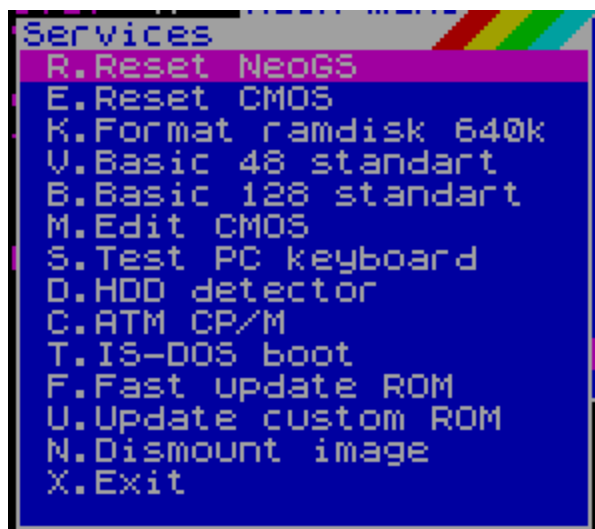 Services
R.Reset NeoGS
E.Reset CMOS
K.Format ramdisk 640k
V.Basic 48 standart
B.Basic 128 standart
M.Edit CMOS
S.Test PC keyboard
D.HDD detector
C.ATM CP/M
T.IS-DOS boot
F.Fast update ROM
U.Update custom ROM
N.Dismount image
X.Exit